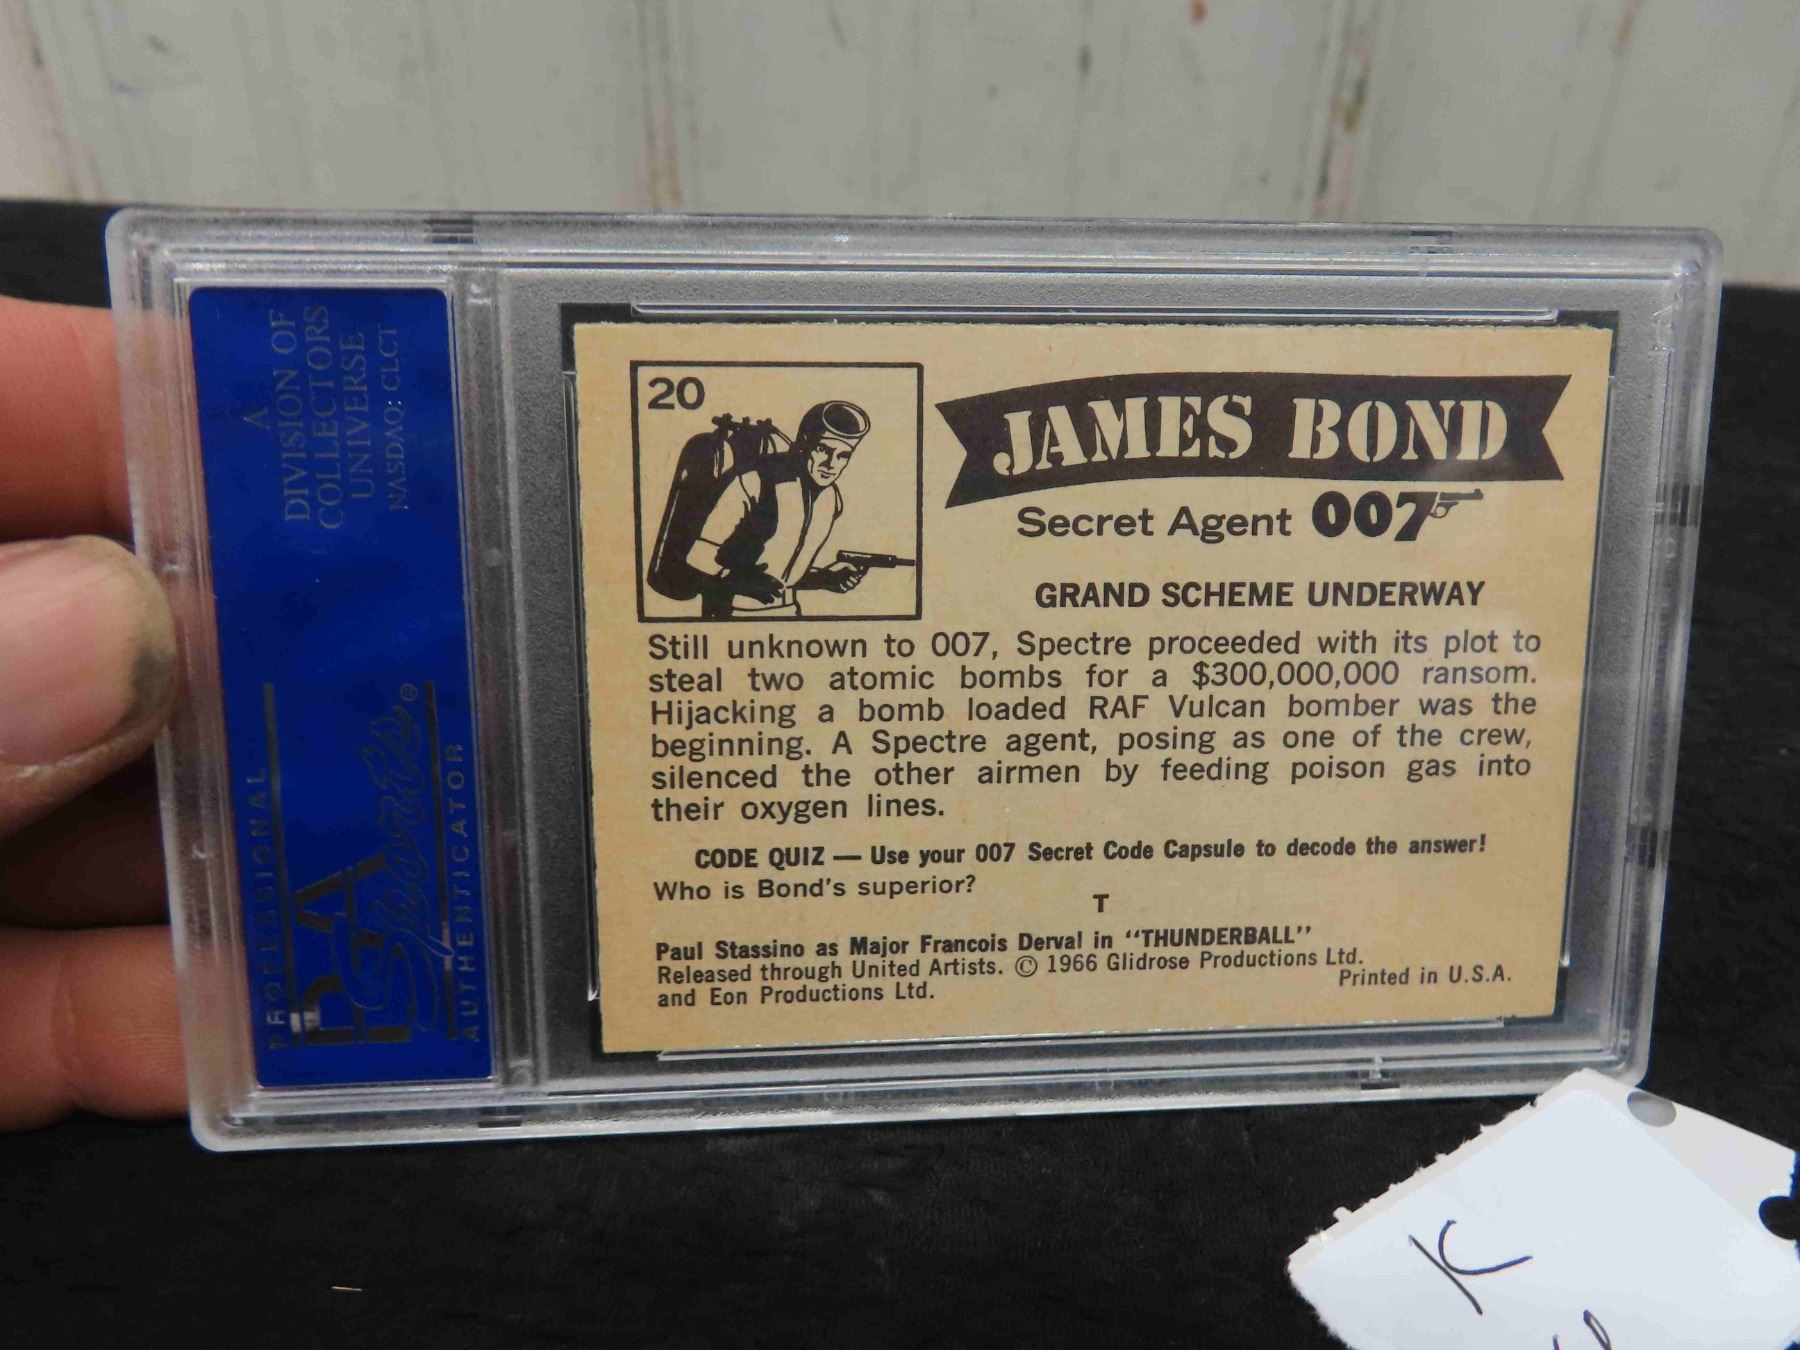 A
DIVISION OF
COLLECTORS
UNIVERSE
NASDAQ: CLCT
PROFESSIONAL
PSA
Sports®
AUTHENTICATOR
20
JAMES BOND
Secret Agent 007
GRAND SCHEME UNDERWAY
Still unknown to 007, Spectre proceeded with its plot to
steal two atomic bombs for a $300,000,000 ransom.
Hijacking a bomb loaded RAF Vulcan bomber was the
beginning. A Spectre agent, posing as one of the crew,
silenced the other airmen by feeding poison gas into
their oxygen lines.
CODE QUIZ — Use your 007 Secret Code Capsule to decode the answer!
Who is Bond's superior?
T
Paul Stassino as Major Francois Derval in "THUNDERBALL"
Released through United Artists. © 1966 Glidrose Productions Ltd.
and Eon Productions Ltd.
Printed in U.S.A.
K